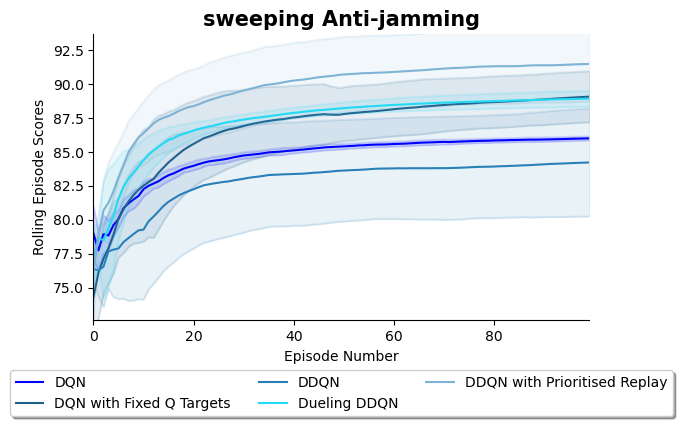 sweeping Anti-jamming
92.5
90.0
87.5
85.0
82.5
80.0
77.5
75.0
Rolling Episode Scores
0 20 40 60 80
Episode Number
DQN DDQN DDQN with Prioritised Replay
DQN with Fixed Q Targets Dueling DDQN